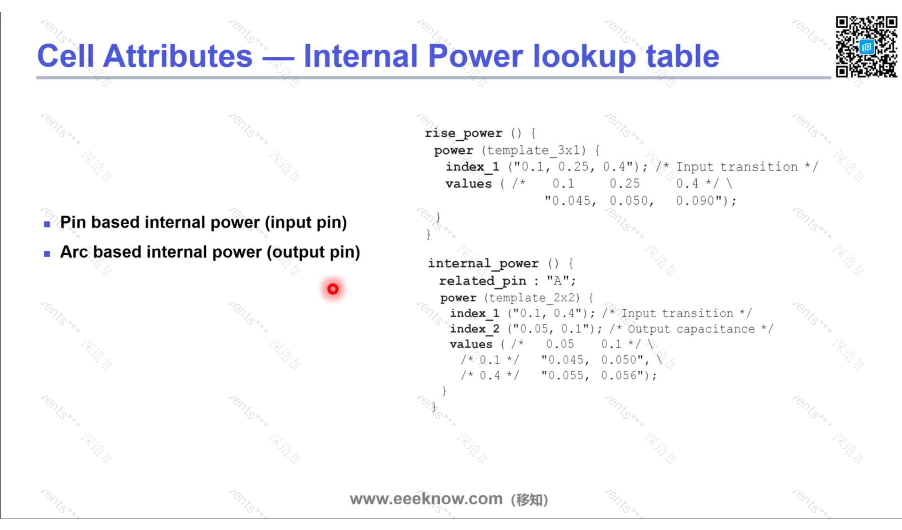 Cell Attributes — Internal Power lookup table
▪ Pin based internal power (input pin)
▪ Arc based internal power (output pin)
rise_power () {
power (template_3x1) {
index_1 ("0.1, 0.25, 0.4"); /* Input transition */
values ( /* 0.1 0.25 0.4 */ \
"0.045, 0.050, 0.090");
}
}
internal_power () {
related_pin : "A";
power (template_2x2) {
index_1 ("0.1, 0.4"); /* Input transition */
index_2 ("0.05, 0.1"); /* Output capacitance */
values ( /* 0.05 0.1 */ \
/* 0.1 */ "0.045, 0.050", \
/* 0.4 */ "0.055, 0.056");
}
}
www.eeeknow.com (移知)